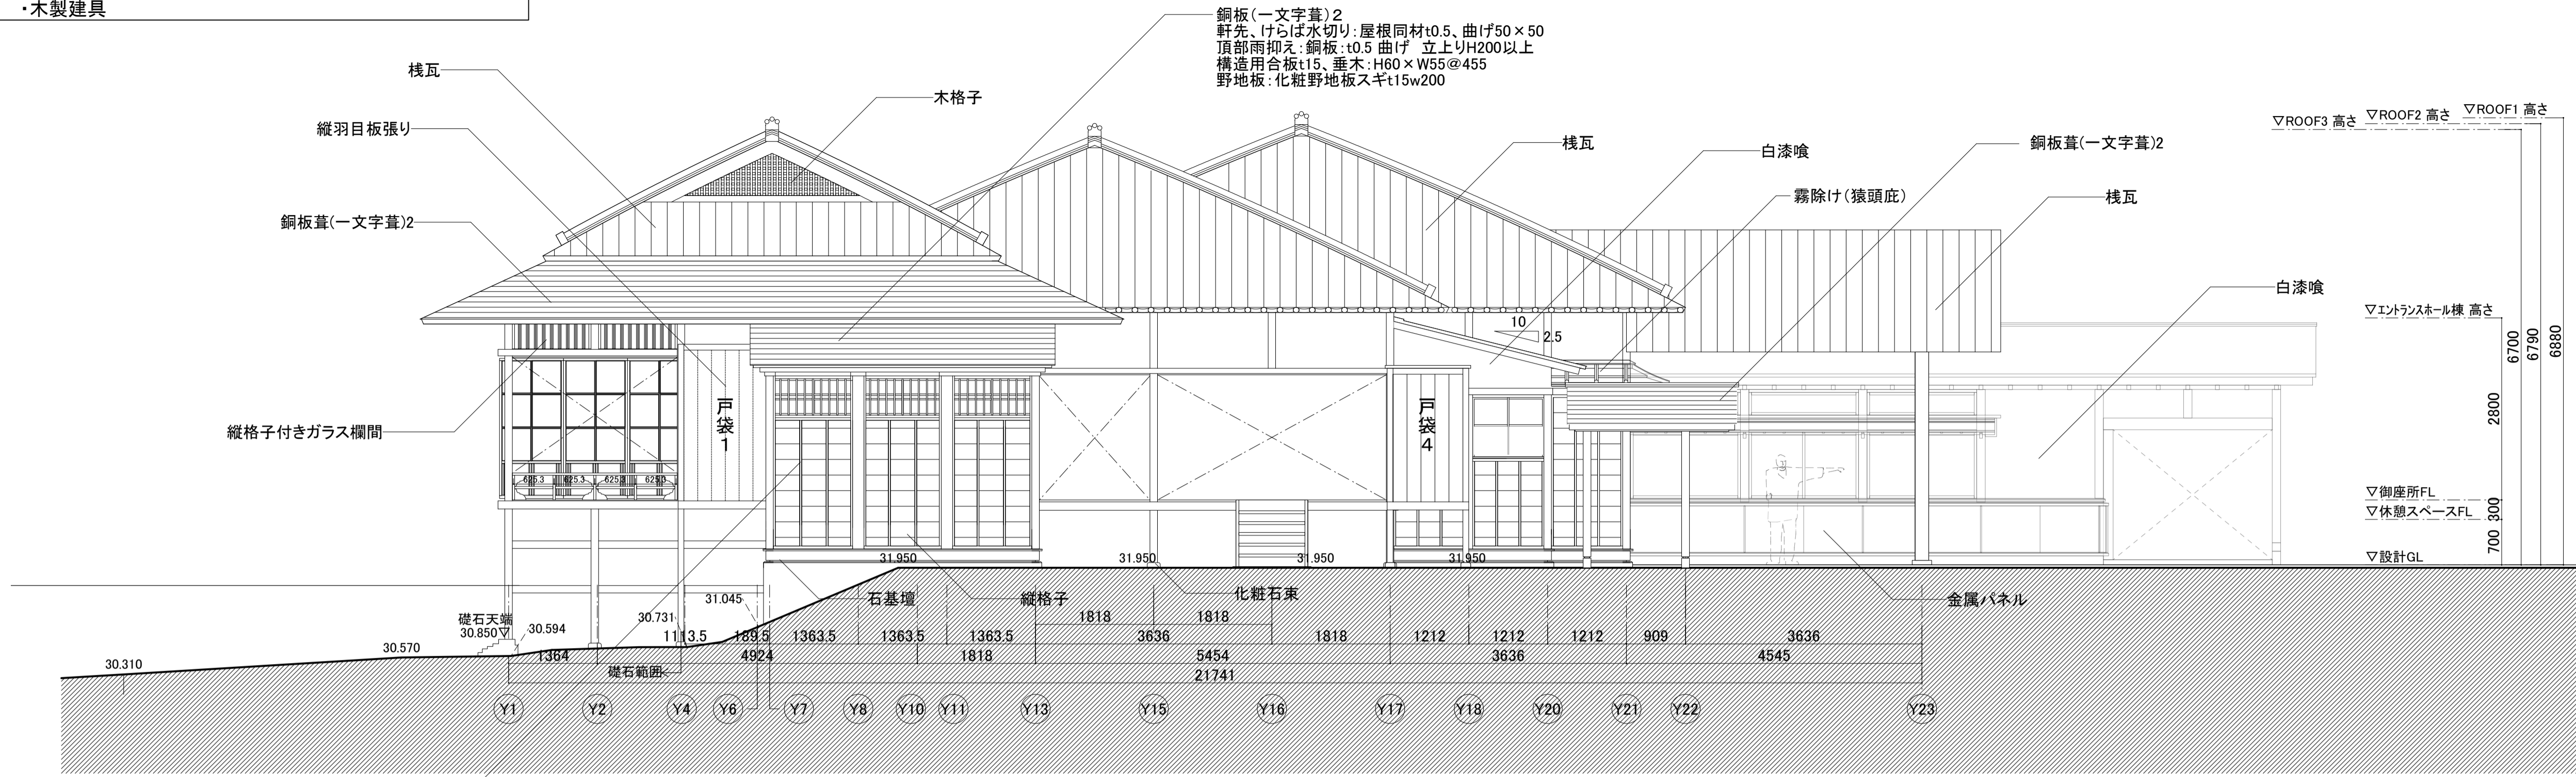 ・木製建具
銅板(一文字葺)２
軒先、けらば水切り：屋根同材t0.5、曲げ50×50
頂部雨抑え：銅板：t0.5 曲げ 立上りH200以上
構造用合板t15、垂木：H60×W55@455
野地板：化粧野地板スギt15w200
桟瓦
木格子
縦羽目板張り
銅板葺(一文字葺)2
縦格子付きガラス欄間
桟瓦
白漆喰
銅板葺(一文字葺)2
霧除け(猿頭庇)
桟瓦
白漆喰
▽ROOF3 高さ
▽ROOF2 高さ
▽ROOF1 高さ
▽エントランスホール棟 高さ
6700
6790
6880
2800
300
700
▽御座所FL
▽休憩スペースFL
▽設計GL
10
2.5
戸袋１
戸袋４
625.3
625.3
625.3
625.3
31.950
31.950
31.950
31.950
石基壇
縦格子
化粧石束
金属パネル
31.045
30.731
礎石天端
30.850▽
30.594
30.570
30.310
礎石範囲
1818
1818
1113.5
189.5
1363.5
1363.5
1363.5
3636
1818
1212
1212
1212
909
3636
1364
4924
1818
5454
3636
4545
21741
Y1
Y2
Y4
Y6
Y7
Y8
Y10
Y11
Y13
Y15
Y16
Y17
Y18
Y20
Y21
Y22
Y23